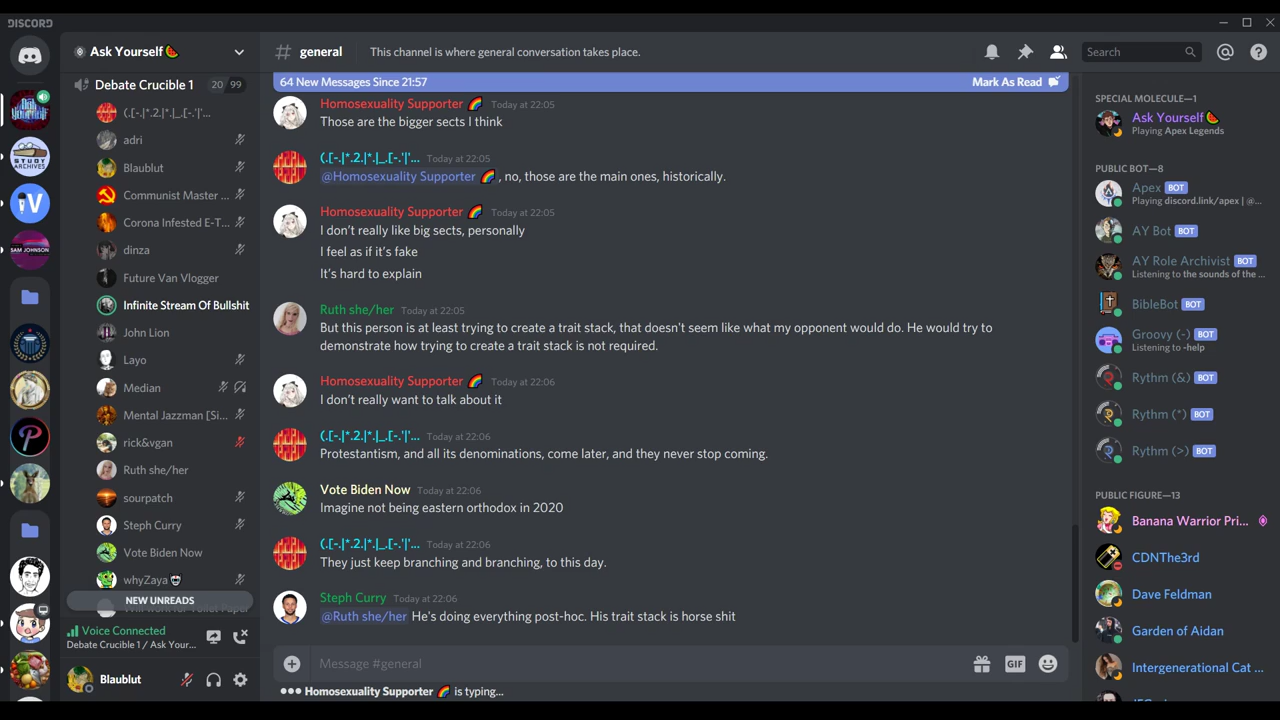 DISCORD
Ask Yourself🍉
# general
This channel is where general conversation takes place.
Search
Debate Crucible 1
20 99
(.[-.|*.2.|*.|_.[-.'|'...
adri
Blaublut
Communist Master ...
Corona Infested E-T...
dinza
Future Van Vlogger
Infinite Stream Of Bullshit
John Lion
Layo
Median
Mental Jazzman [Si...
rick&vgan
Ruth she/her
sourpatch
Steph Curry
Vote Biden Now
whyZaya
NEW UNREADS
Voice Connected
Debate Crucible 1 / Ask Your...
Blaublut
64 New Messages Since 21:57
Mark As Read
Homosexuality Supporter 🌈 Today at 22:05
Those are the bigger sects I think
(.[-.|*.2.|*.|_.[-.'|'... Today at 22:05
@Homosexuality Supporter 🌈 , no, those are the main ones, historically.
Homosexuality Supporter 🌈 Today at 22:05
I don't really like big sects, personally
I feel as if it's fake
It's hard to explain
Ruth she/her Today at 22:05
But this person is at least trying to create a trait stack, that doesn't seem like what my opponent would do. He would try to
demonstrate how trying to create a trait stack is not required.
Homosexuality Supporter 🌈 Today at 22:06
I don't really want to talk about it
(.[-.|*.2.|*.|_.[-.'|'... Today at 22:06
Protestantism, and all its denominations, come later, and they never stop coming.
Vote Biden Now Today at 22:06
Imagine not being eastern orthodox in 2020
(.[-.|*.2.|*.|_.[-.'|'... Today at 22:06
They just keep branching and branching, to this day.
Steph Curry Today at 22:06
@Ruth she/her He's doing everything post-hoc. His trait stack is horse shit
Message #general
GIF
Homosexuality Supporter 🌈 is typing...
SPECIAL MOLECULE—1
Ask Yourself🍉
Playing Apex Legends
PUBLIC BOT—8
Apex BOT
Playing discord.link/apex | @...
AY Bot BOT
AY Role Archivist BOT
Listening to the sounds of the ...
BibleBot BOT
Groovy (-) BOT
Listening to -help
Rythm (&) BOT
Rythm (*) BOT
Rythm (>) BOT
PUBLIC FIGURE—13
Banana Warrior Pri...
CDNThe3rd
Dave Feldman
Garden of Aidan
Intergenerational Cat ...